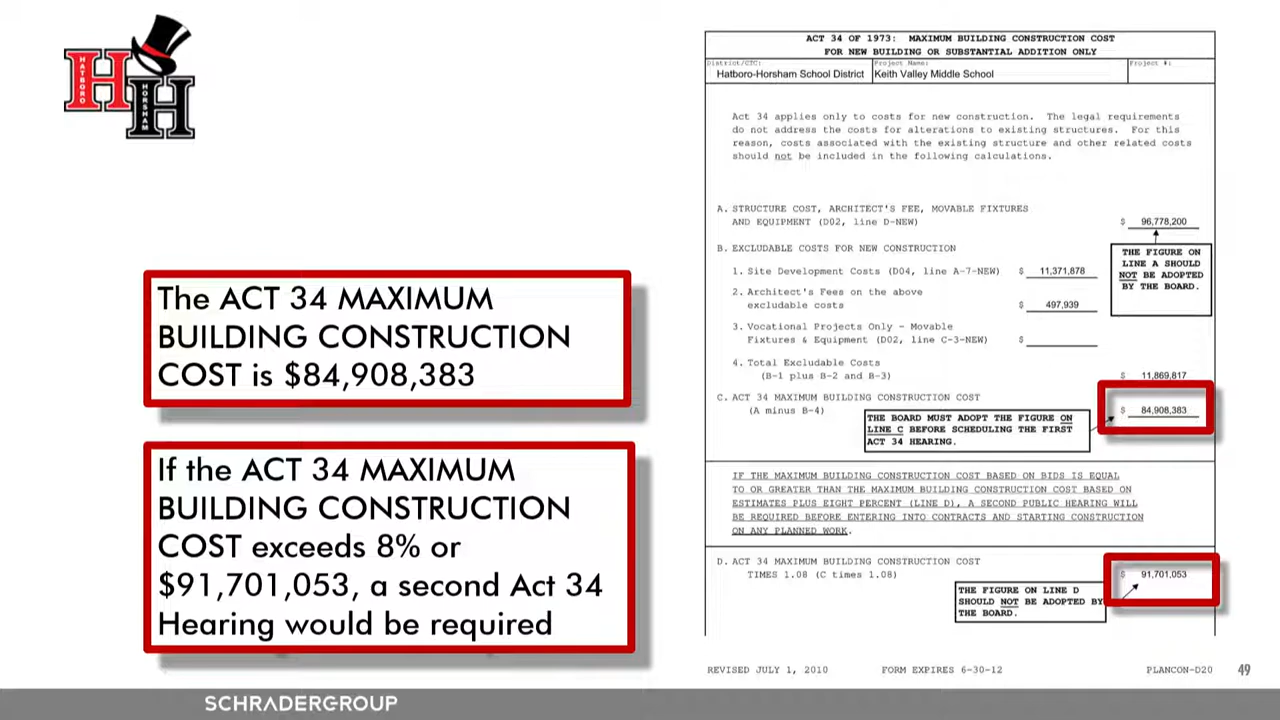 HATBORO
HORSHAM
The ACT 34 MAXIMUM
BUILDING CONSTRUCTION
COST is $84,908,383
If the ACT 34 MAXIMUM
BUILDING CONSTRUCTION
COST exceeds 8% or
$91,701,053, a second Act 34
Hearing would be required
ACT 34 OF 1973: MAXIMUM BUILDING CONSTRUCTION COST
FOR NEW BUILDING OR SUBSTANTIAL ADDITION ONLY
District/CTC: Project Name: Project #:
Hatboro-Horsham School District Keith Valley Middle School
Act 34 applies only to costs for new construction. The legal requirements
do not address the costs for alterations to existing structures. For this
reason, costs associated with the existing structure and other related costs
should not be included in the following calculations.
A. STRUCTURE COST, ARCHITECT'S FEE, MOVABLE FIXTURES
AND EQUIPMENT (D02, line D-NEW) $ 96,778,200
B. EXCLUDABLE COSTS FOR NEW CONSTRUCTION
THE FIGURE ON
LINE A SHOULD
NOT BE ADOPTED
BY THE BOARD.
1. Site Development Costs (D04, line A-7-NEW) $ 11,371,878
2. Architect's Fees on the above
excludable costs $ 497,939
3. Vocational Projects Only - Movable
Fixtures & Equipment (D02, line C-3-NEW) $
4. Total Excludable Costs
(B-1 plus B-2 and B-3) $ 11,869,817
C. ACT 34 MAXIMUM BUILDING CONSTRUCTION COST
(A minus B-4) $ 84,908,383
THE BOARD MUST ADOPT THE FIGURE ON
LINE C BEFORE SCHEDULING THE FIRST
ACT 34 HEARING.
IF THE MAXIMUM BUILDING CONSTRUCTION COST BASED ON BIDS IS EQUAL
TO OR GREATER THAN THE MAXIMUM BUILDING CONSTRUCTION COST BASED ON
ESTIMATES PLUS EIGHT PERCENT (LINE D), A SECOND PUBLIC HEARING WILL
BE REQUIRED BEFORE ENTERING INTO CONTRACTS AND STARTING CONSTRUCTION
ON ANY PLANNED WORK.
D. ACT 34 MAXIMUM BUILDING CONSTRUCTION COST
TIMES 1.08 (C times 1.08) $ 91,701,053
THE FIGURE ON LINE D
SHOULD NOT BE ADOPTED BY
THE BOARD.
REVISED JULY 1, 2010 FORM EXPIRES 6-30-12 PLANCON-D20 49
SCHRADERGROUP